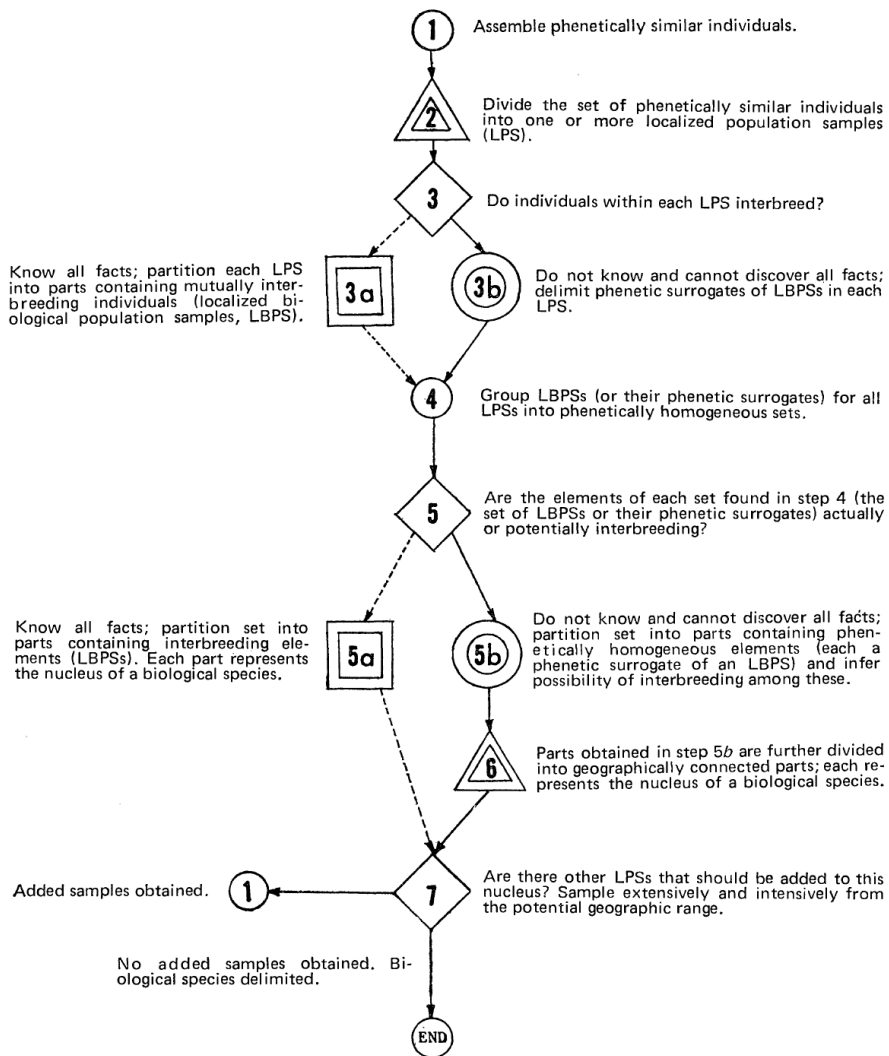 1
Assemble phenetically similar individuals.
2
Divide the set of phenetically similar individuals
into one or more localized population samples
(LPS).
3
Do individuals within each LPS interbreed?
Know all facts; partition each LPS
into parts containing mutually inter-
breeding individuals (localized bi-
ological population samples, LBPS).
3a
3b
Do not know and cannot discover all facts;
delimit phenetic surrogates of LBPSs in each
LPS.
4
Group LBPSs (or their phenetic surrogates) for all
LPSs into phenetically homogeneous sets.
5
Are the elements of each set found in step 4 (the
set of LBPSs or their phenetic surrogates) actually
or potentially interbreeding?
Know all facts; partition set into
parts containing interbreeding ele-
ments (LBPSs). Each part represents
the nucleus of a biological species.
5a
5b
Do not know and cannot discover all facts;
partition set into parts containing phen-
etically homogeneous elements (each a
phenetic surrogate of an LBPS) and infer
possibility of interbreeding among these.
6
Parts obtained in step 5b are further divided
into geographically connected parts; each re-
presents the nucleus of a biological species.
Added samples obtained.
1
7
Are there other LPSs that should be added to this
nucleus? Sample extensively and intensively from
the potential geographic range.
No added samples obtained. Bi-
ological species delimited.
END